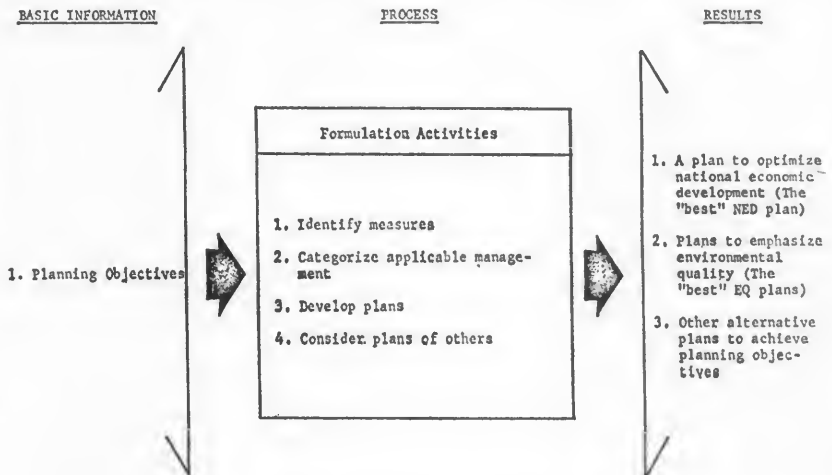 BASIC INFORMATION
PROCESS
RESULTS
1. Planning Objectives
Formulation Activities
1. Identify measures
2. Categorize applicable manage-
ment
3. Develop plans
4. Consider plans of others
1. A plan to optimize
national economic
development (The
"best" NED plan)
2. Plans to emphasize
environmental
quality (The
"best" EQ plans)
3. Other alternative
plans to achieve
planning objec-
tives